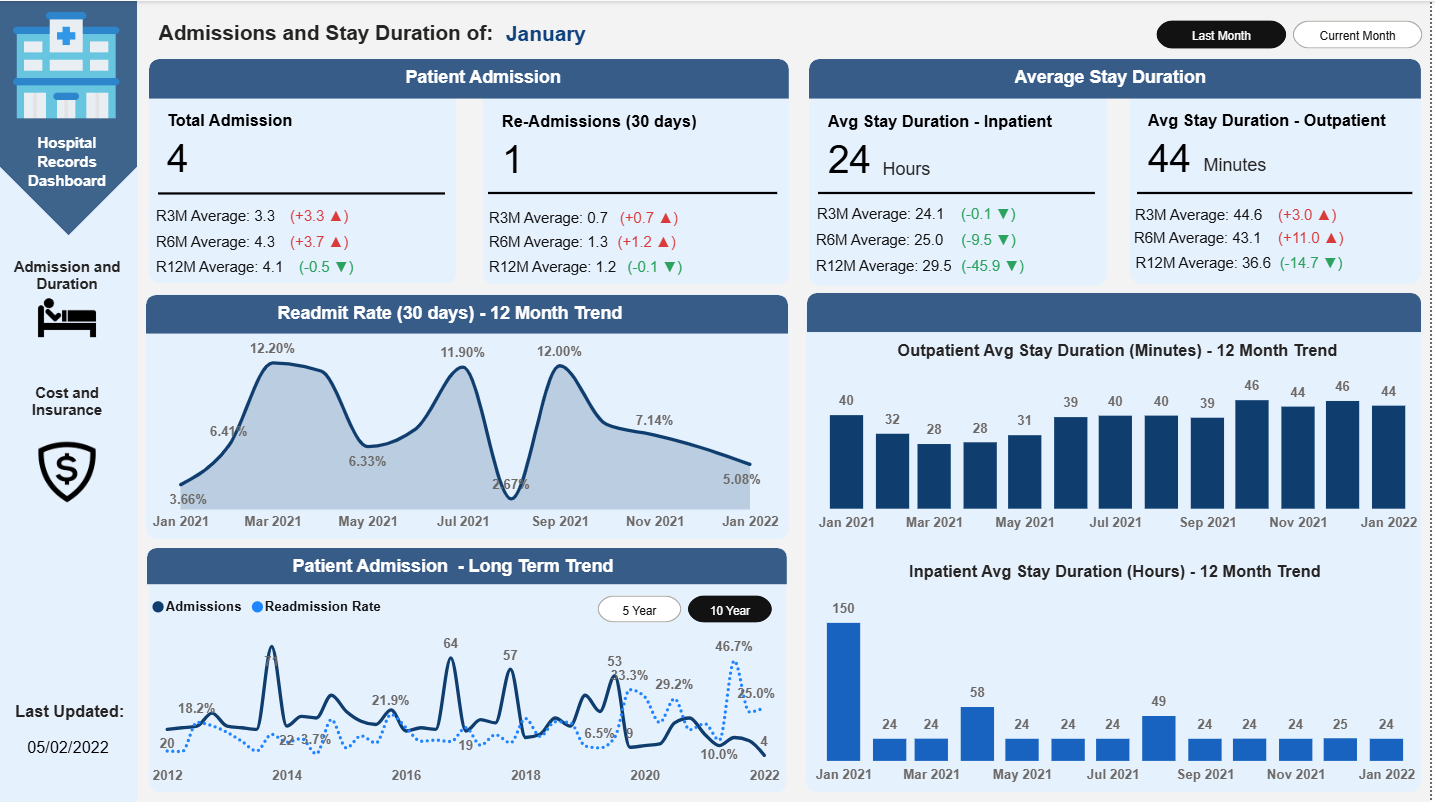 Hospital
Records
Dashboard
Admission and
Duration
Cost and
Insurance
Last Updated:
05/02/2022
Admissions and Stay Duration of: January
Last Month
Current Month
Patient Admission
Total Admission
4
R3M Average: 3.3 (+3.3 ▲)
R6M Average: 4.3 (+3.7 ▲)
R12M Average: 4.1 (-0.5 ▼)
Re-Admissions (30 days)
1
R3M Average: 0.7 (+0.7 ▲)
R6M Average: 1.3 (+1.2 ▲)
R12M Average: 1.2 (-0.1 ▼)
Average Stay Duration
Avg Stay Duration - Inpatient
24 Hours
R3M Average: 24.1 (-0.1 ▼)
R6M Average: 25.0 (-9.5 ▼)
R12M Average: 29.5 (-45.9 ▼)
Avg Stay Duration - Outpatient
44 Minutes
R3M Average: 44.6 (+3.0 ▲)
R6M Average: 43.1 (+11.0 ▲)
R12M Average: 36.6 (-14.7 ▼)
Readmit Rate (30 days) - 12 Month Trend
12.20% 11.90% 12.00%
6.41% 7.14%
6.33%
2.67% 5.08%
3.66%
Jan 2021 Mar 2021 May 2021 Jul 2021 Sep 2021 Nov 2021 Jan 2022
Patient Admission - Long Term Trend
Admissions Readmission Rate
5 Year 10 Year
64 57 53 46.7%
33.3%
18.2% 21.9% 29.2% 25.0%
20 22 3.7% 19 6.5% 9 10.0% 4
2012 2014 2016 2018 2020 2022
Outpatient Avg Stay Duration (Minutes) - 12 Month Trend
40 32 28 28 31 39 40 40 39 46 44 46 44
Jan 2021 Mar 2021 May 2021 Jul 2021 Sep 2021 Nov 2021 Jan 2022
Inpatient Avg Stay Duration (Hours) - 12 Month Trend
150 24 24 58 24 24 24 49 24 24 24 25 24
Jan 2021 Mar 2021 May 2021 Jul 2021 Sep 2021 Nov 2021 Jan 2022